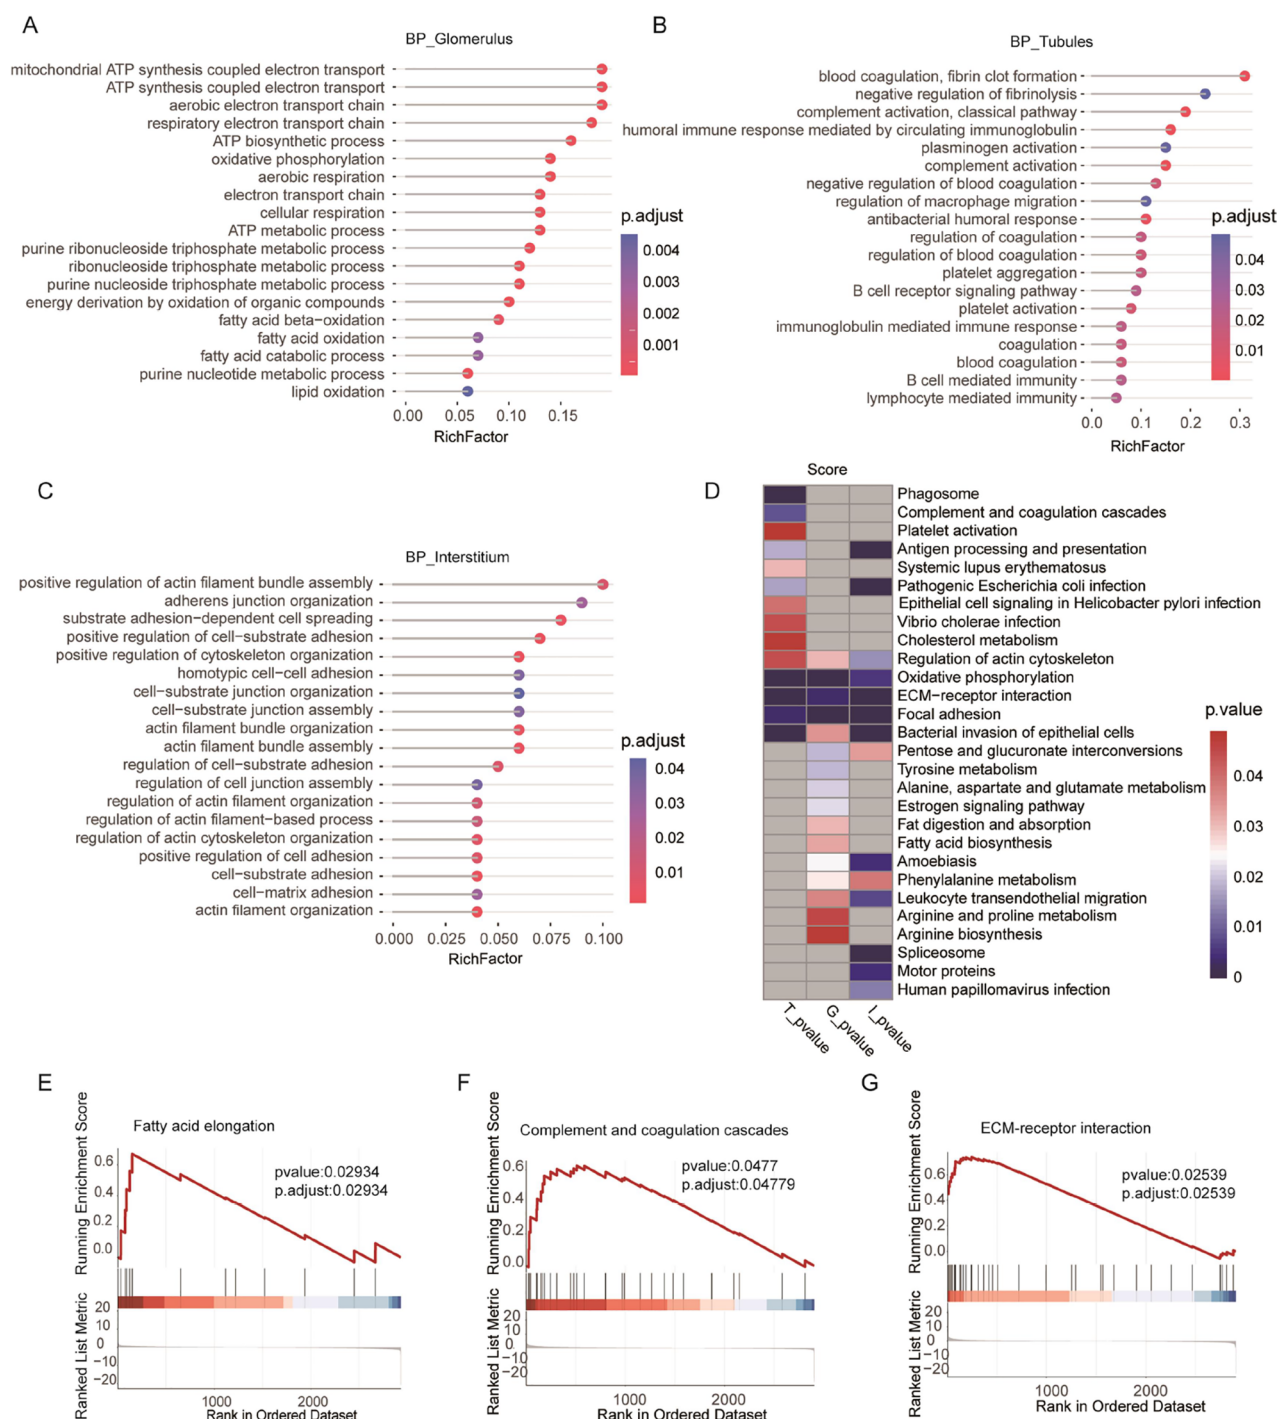 A
BP_Glomerulus
mitochondrial ATP synthesis coupled electron transport
ATP synthesis coupled electron transport
aerobic electron transport chain
respiratory electron transport chain
ATP biosynthetic process
oxidative phosphorylation
aerobic respiration
electron transport chain
cellular respiration
ATP metabolic process
purine ribonucleoside triphosphate metabolic process
ribonucleoside triphosphate metabolic process
purine nucleoside triphosphate metabolic process
energy derivation by oxidation of organic compounds
fatty acid beta-oxidation
fatty acid oxidation
fatty acid catabolic process
purine nucleotide metabolic process
lipid oxidation
0.00 0.05 0.10 0.15
RichFactor
p.adjust
0.004
0.003
0.002
0.001
B
BP_Tubules
blood coagulation, fibrin clot formation
negative regulation of fibrinolysis
complement activation, classical pathway
humoral immune response mediated by circulating immunoglobulin
plasminogen activation
complement activation
negative regulation of blood coagulation
regulation of macrophage migration
antibacterial humoral response
regulation of coagulation
regulation of blood coagulation
platelet aggregation
B cell receptor signaling pathway
platelet activation
immunoglobulin mediated immune response
coagulation
blood coagulation
B cell mediated immunity
lymphocyte mediated immunity
0.0 0.1 0.2 0.3
RichFactor
p.adjust
0.04
0.03
0.02
0.01
C
BP_Interstitium
positive regulation of actin filament bundle assembly
adherens junction organization
substrate adhesion-dependent cell spreading
positive regulation of cell-substrate adhesion
positive regulation of cytoskeleton organization
homotypic cell-cell adhesion
cell-substrate junction organization
cell-substrate junction assembly
actin filament bundle organization
actin filament bundle assembly
regulation of cell-substrate adhesion
regulation of cell junction assembly
regulation of actin filament organization
regulation of actin filament-based process
regulation of actin cytoskeleton organization
positive regulation of cell adhesion
cell-substrate adhesion
cell-matrix adhesion
actin filament organization
0.000 0.025 0.050 0.075 0.100
RichFactor
p.adjust
0.04
0.03
0.02
0.01
D
Score
Phagosome
Complement and coagulation cascades
Platelet activation
Antigen processing and presentation
Systemic lupus erythematosus
Pathogenic Escherichia coli infection
Epithelial cell signaling in Helicobacter pylori infection
Vibrio cholerae infection
Cholesterol metabolism
Regulation of actin cytoskeleton
Oxidative phosphorylation
ECM-receptor interaction
Focal adhesion
Bacterial invasion of epithelial cells
Pentose and glucuronate interconversions
Tyrosine metabolism
Alanine, aspartate and glutamate metabolism
Estrogen signaling pathway
Fat digestion and absorption
Fatty acid biosynthesis
Amoebiasis
Phenylalanine metabolism
Leukocyte transendothelial migration
Arginine and proline metabolism
Arginine biosynthesis
Spliceosome
Motor proteins
Human papillomavirus infection
T_pvalue G_pvalue I_pvalue
p.value
0.04
0.03
0.02
0.01
0
E
Fatty acid elongation
Running Enrichment Score
0.6
0.4
0.2
0.0
pvalue:0.02934
p.adjust:0.02934
Ranked List Metric
20
10
0
-10
-20
1000 2000
Rank in Ordered Dataset
F
Complement and coagulation cascades
Running Enrichment Score
0.6
0.4
0.2
0.0
pvalue:0.0477
p.adjust:0.04779
Ranked List Metric
20
10
0
-10
-20
1000 2000
Rank in Ordered Dataset
G
ECM-receptor interaction
Running Enrichment Score
0.6
0.4
0.2
0.0
pvalue:0.02539
p.adjust:0.02539
Ranked List Metric
20
10
0
-10
-20
1000 2000
Rank in Ordered Dataset